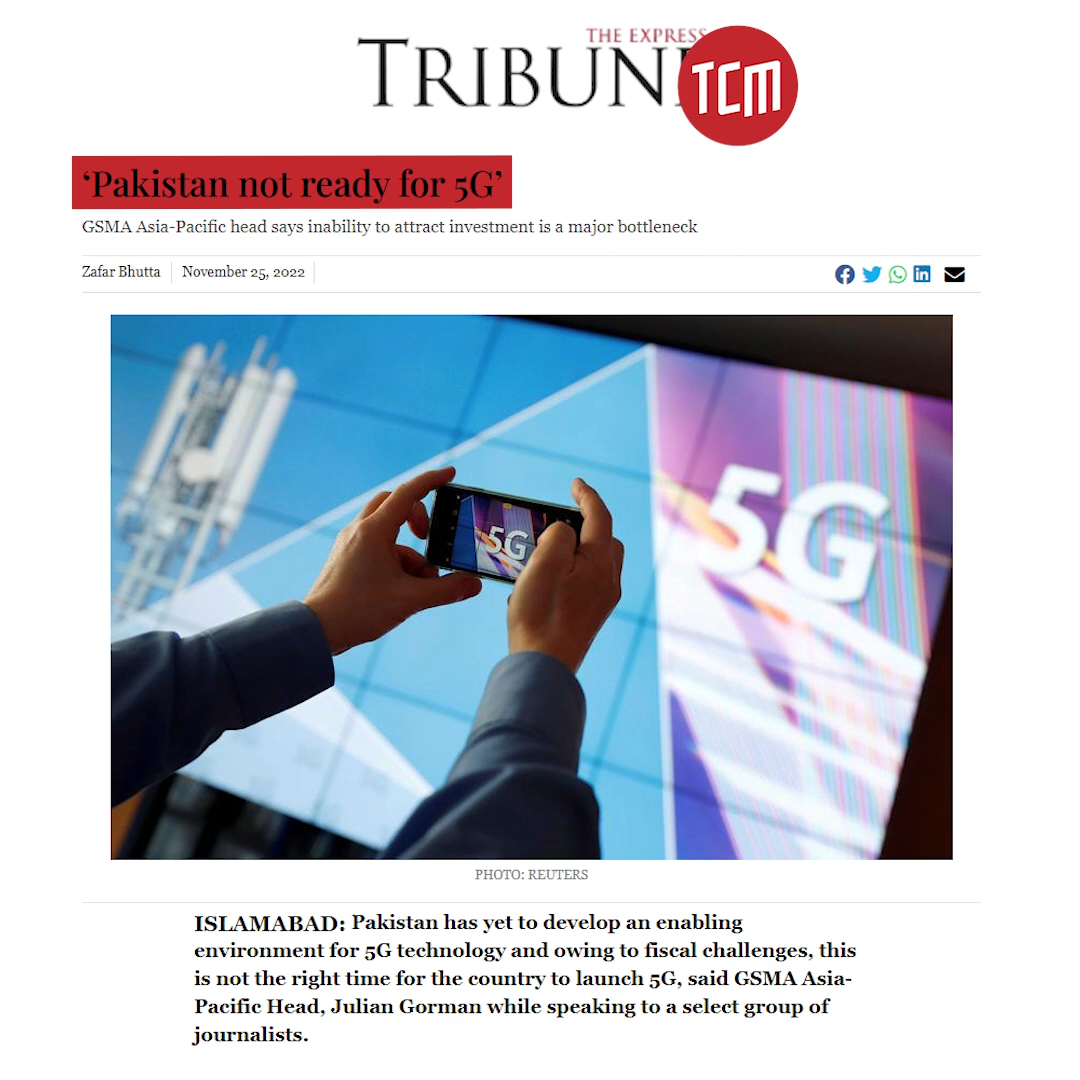 THE EXPRESS
TRIBUN
TCM
‘Pakistan not ready for 5G’
GSMA Asia-Pacific head says inability to attract investment is a major bottleneck
Zafar Bhutta
November 25, 2022
5G
5G
PHOTO: REUTERS
ISLAMABAD: Pakistan has yet to develop an enabling
environment for 5G technology and owing to fiscal challenges, this
is not the right time for the country to launch 5G, said GSMA Asia-
Pacific Head, Julian Gorman while speaking to a select group of
journalists.